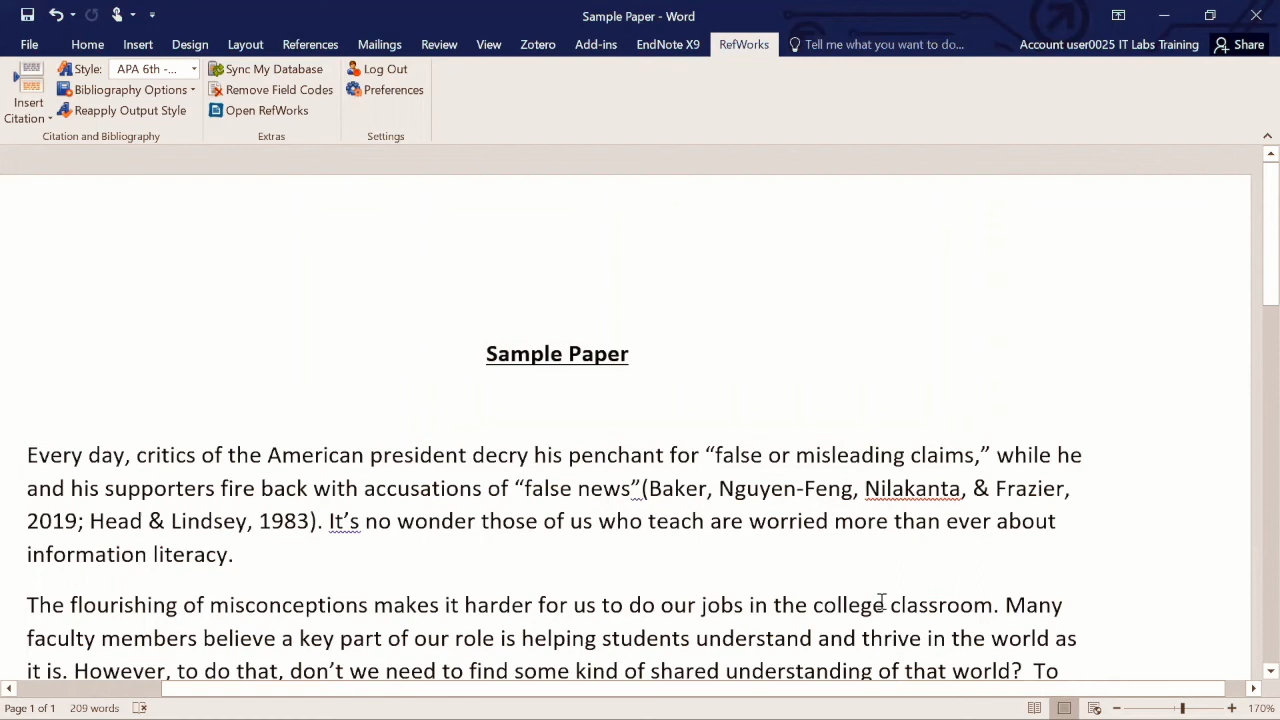 Sample Paper - Word
File Home Insert Design Layout References Mailings Review View Zotero Add-ins EndNote X9 RefWorks Tell me what you want to do... Account user0025 IT Labs Training Share
Style: APA 6th -... Sync My Database Log Out
Insert Citation Bibliography Options Remove Field Codes Preferences
Reapply Output Style Open RefWorks
Citation and Bibliography Extras Settings
Sample Paper
Every day, critics of the American president decry his penchant for “false or misleading claims,” while he
and his supporters fire back with accusations of “false news”(Baker, Nguyen-Feng, Nilakanta, & Frazier,
2019; Head & Lindsey, 1983). It’s no wonder those of us who teach are worried more than ever about
information literacy.
The flourishing of misconceptions makes it harder for us to do our jobs in the college classroom. Many
faculty members believe a key part of our role is helping students understand and thrive in the world as
it is. However, to do that, don’t we need to find some kind of shared understanding of that world? To
Page 1 of 1 209 words 170%